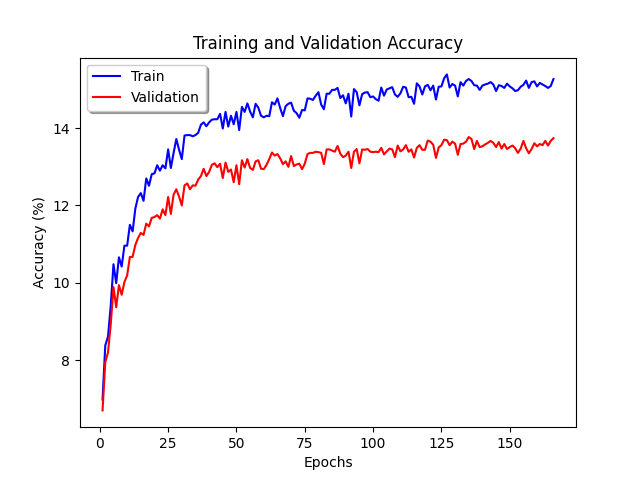 Training and Validation Accuracy
Train
Validation
14
12
10
8
Accuracy (%)
0 25 50 75 100 125 150
Epochs